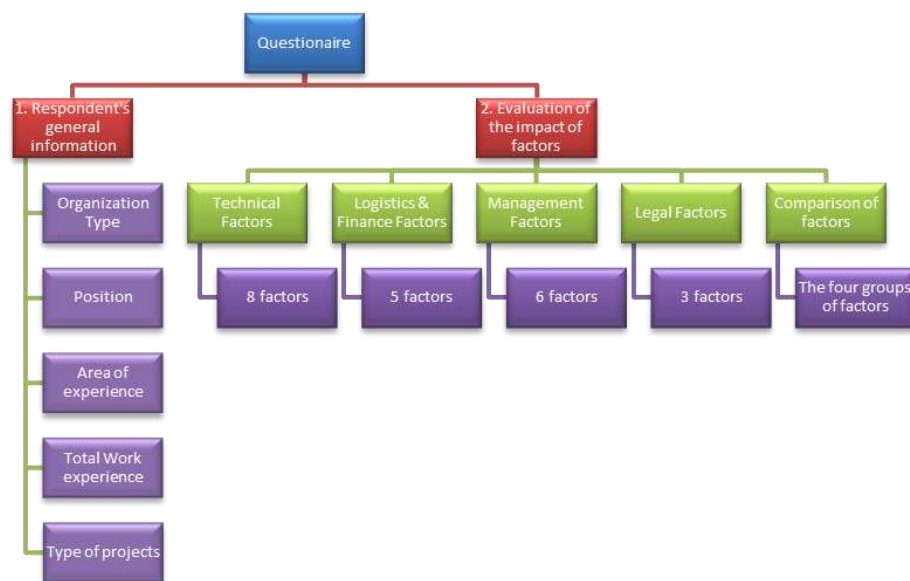 Questionaire
1. Respondent's
general
information
2. Evaluation of
the impact of
factors
Organization
Type
Position
Area of
experience
Total Work
experience
Type of projects
Technical
Factors
Logistics &
Finance Factors
Management
Factors
Legal Factors
Comparison of
factors
8 factors
5 factors
6 factors
3 factors
The four groups
of factors